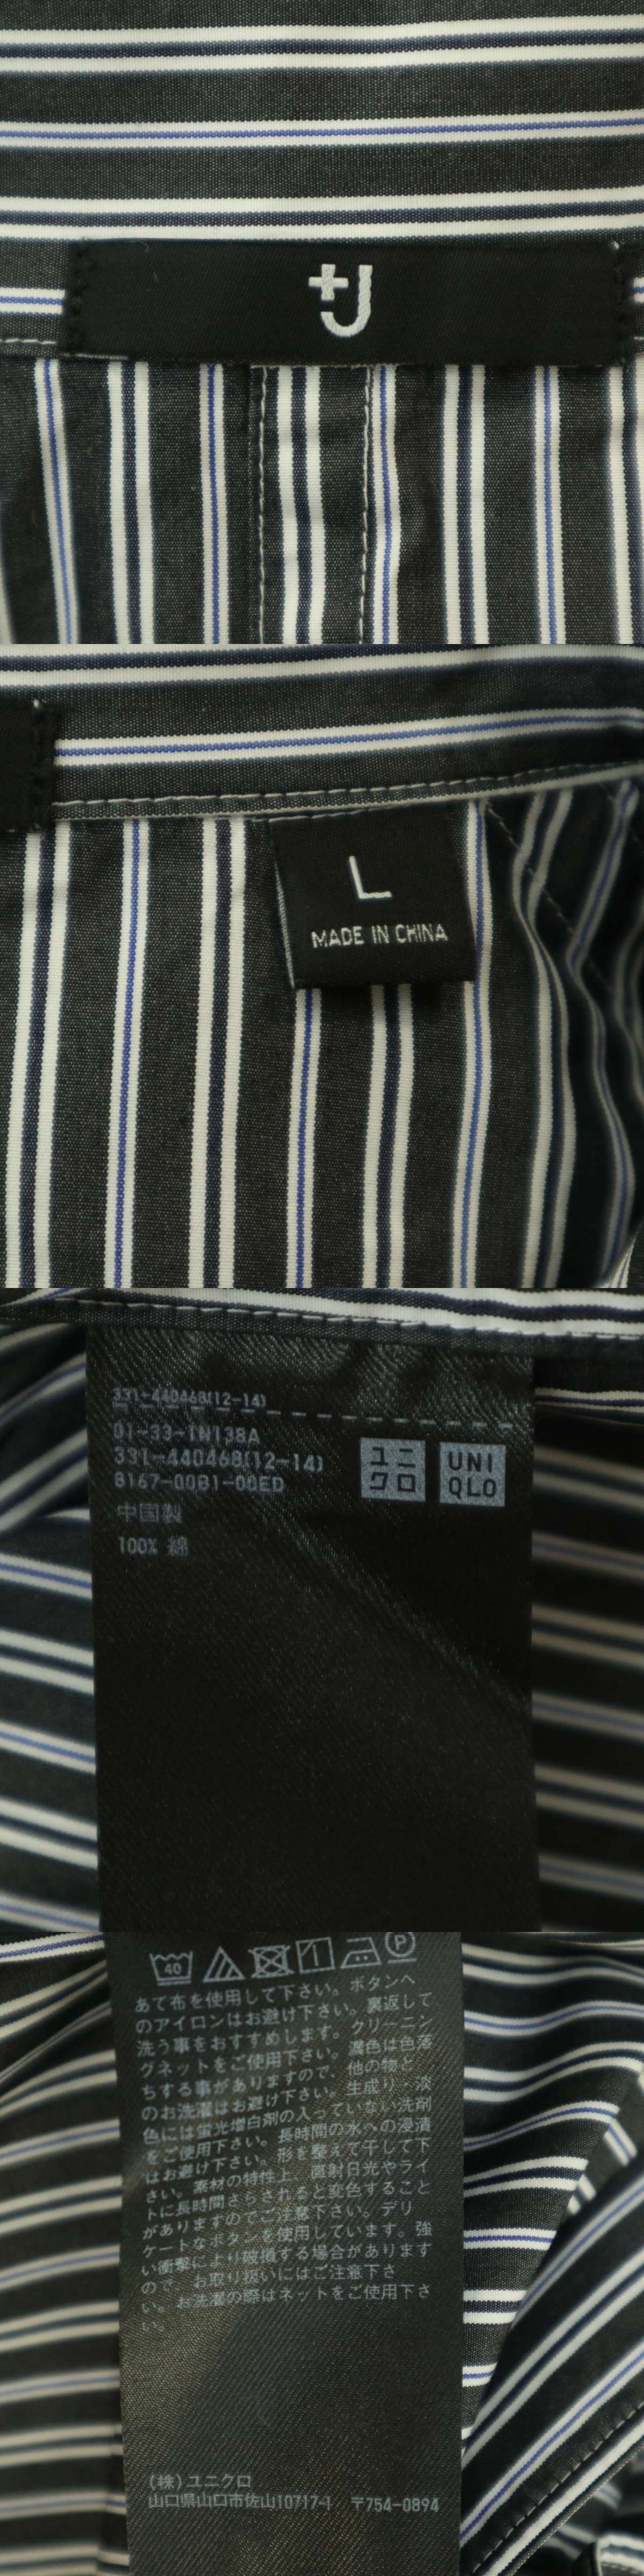 +J
L
MADE IN CHINA
331-440468(12-14)
01-33-1N138A
331-440468(12-14)
8167-00B1-00ED
中国製
100% 綿
ユニ
クロ
UNI
QLO
40
P
あて布を使用して下さい。ボタンへ
のアイロンはお避け下さい。裏返して
洗う事をおすすめします。クリーニン
グネットをご使用下さい。濃色は色落
ちする事がありますので、他の物と
のお洗濯はお避け下さい。生成り・淡
色には蛍光増白剤の入っていない洗剤
をご使用下さい。長時間の水への浸漬
はお避け下さい。形を整えて干して下
さい。素材の特性上、直射日光やライ
トに長時間さらされると変色すること
がありますのでご注意下さい。デリ
ケートなボタンを使用しています。強
い衝撃により破損する場合があります
ので、お取り扱いにはご注意下さ
い。お洗濯の際はネットをご使用下さ
い。
(株)ユニクロ
山口県山口市佐山10717-1 〒754-0894